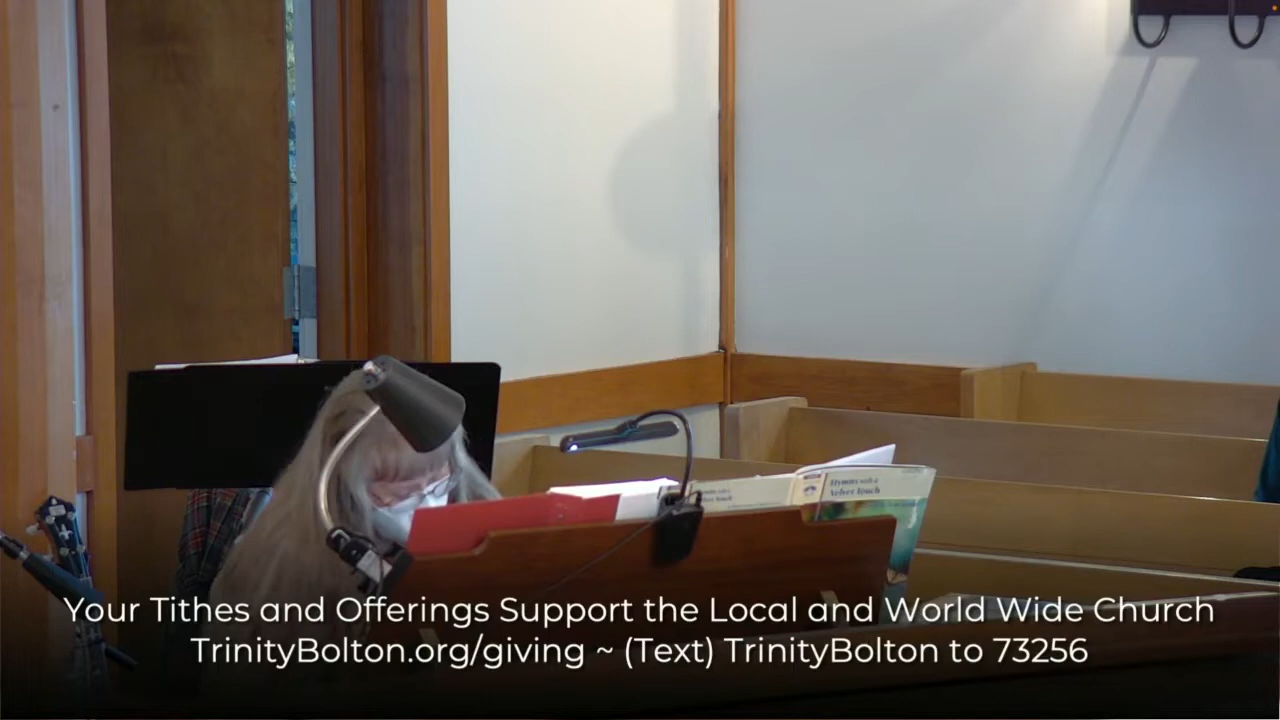 Hymns with a
Velvet Touch
Your Tithes and Offerings Support the Local and World Wide Church
TrinityBolton.org/giving ~ (Text) TrinityBolton to 73256